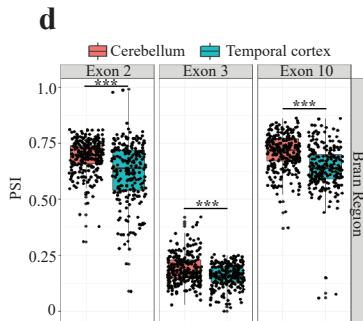 d
Cerebellum Temporal cortex
Exon 2 Exon 3 Exon 10
***
***
***
1.0
0.75
0.50
0.25
0
PSI
Brain Region